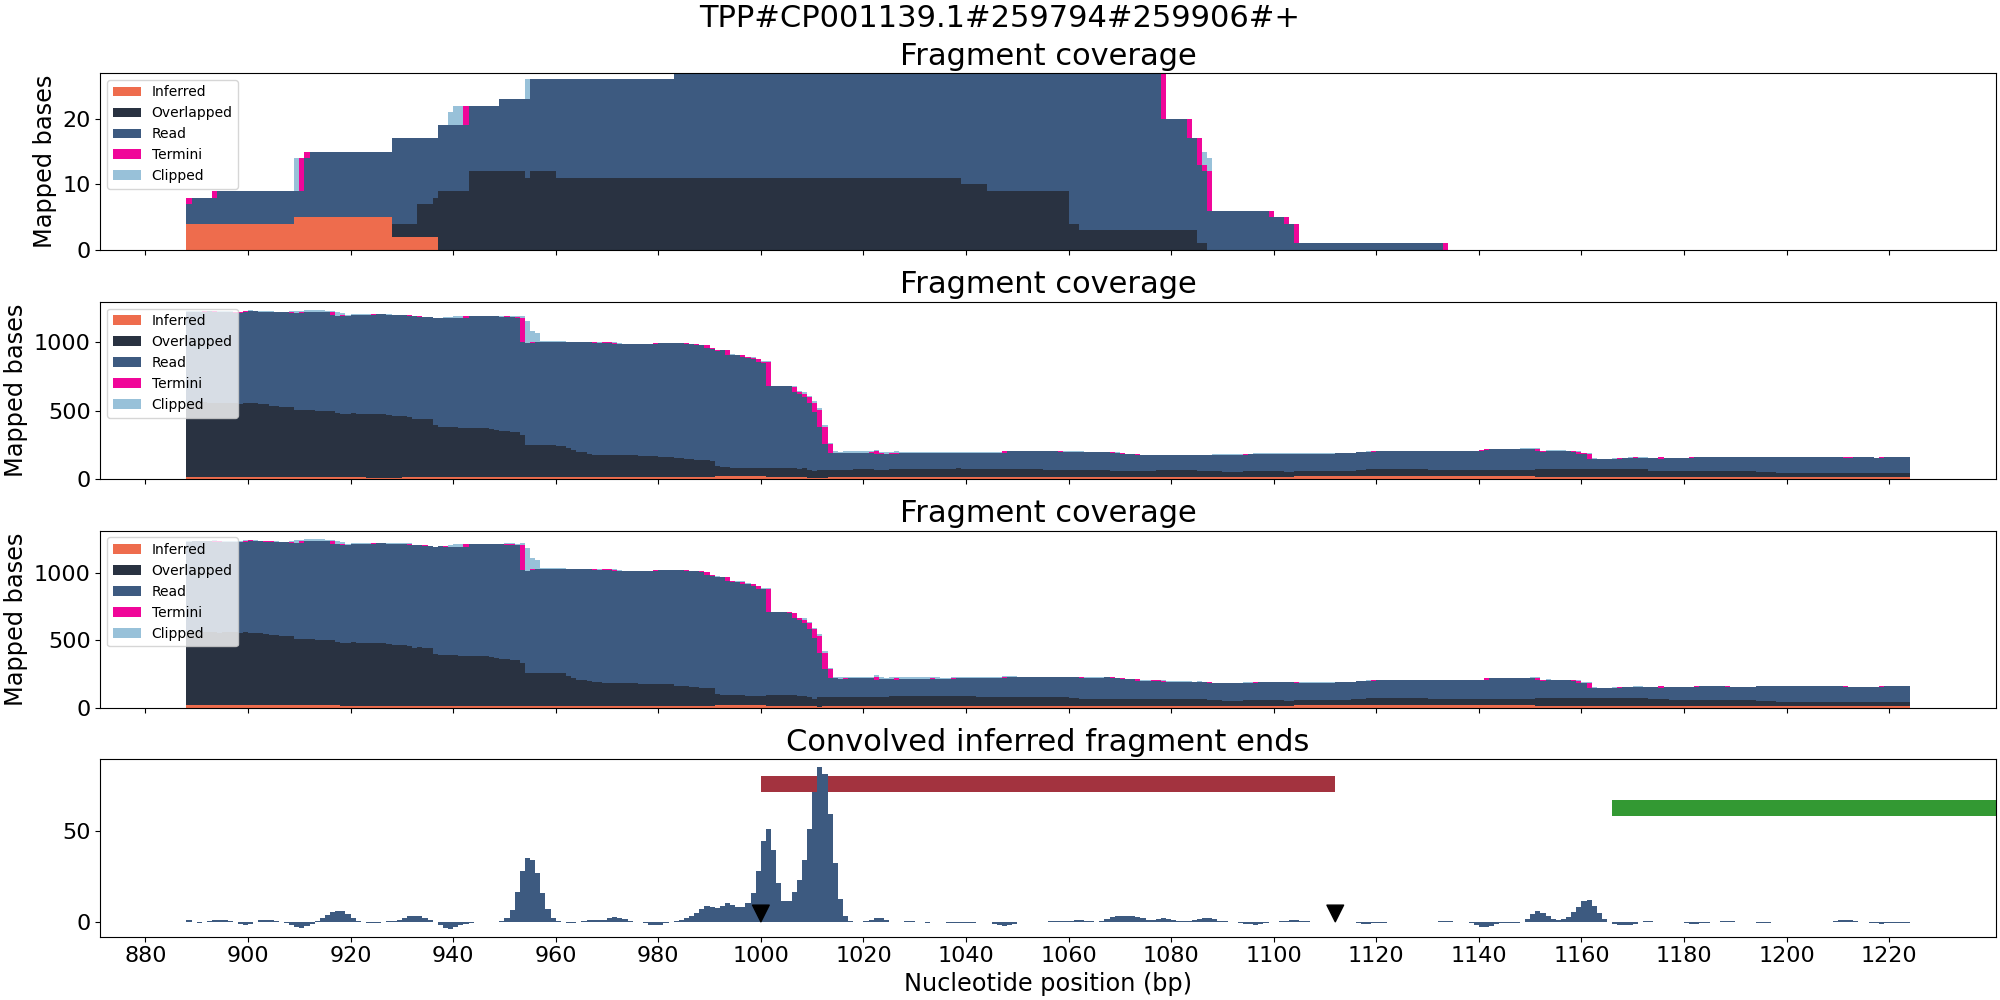 TPP#CP001139.1#259794#259906#+
Fragment coverage
Mapped bases
20
10
0
Inferred
Overlapped
Read
Termini
Clipped
Fragment coverage
Mapped bases
1000
500
0
Inferred
Overlapped
Read
Termini
Clipped
Fragment coverage
Mapped bases
1000
500
0
Inferred
Overlapped
Read
Termini
Clipped
Convolved inferred fragment ends
50
0
880 900 920 940 960 980 1000 1020 1040 1060 1080 1100 1120 1140 1160 1180 1200 1220
Nucleotide position (bp)